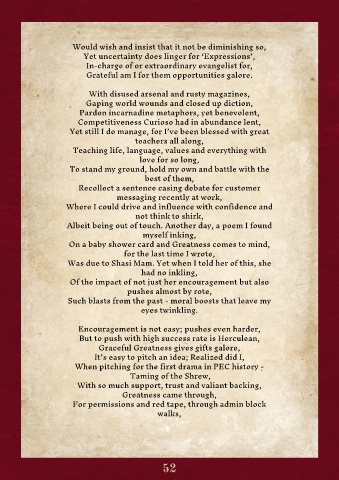 Would wish and insist that it not be diminishing so,
Yet uncertainty does linger for 'Expressions',
In-charge of or extraordinary evangelist for,
Grateful am I for them opportunities galore.
With disused arsenal and rusty magazines,
Gaping world wounds and closed up diction,
Pardon incarnadine metaphors, yet benevolent,
Competitiveness Curioso had in abundance lent,
Yet still I do manage, for I've been blessed with great
teachers all along,
Teaching life, language, values and everything with
love for so long,
To stand my ground, hold my own and battle with the
best of them,
Recollect a sentence casing debate for customer
messaging recently at work,
Where I could drive and influence with confidence and
not think to shirk,
Albeit being out of touch. Another day, a poem I found
myself inking,
On a baby shower card and Greatness comes to mind,
for the last time I wrote,
Was due to Shasi Mam. Yet when I told her of this, she
had no inkling,
Of the impact of not just her encouragement but also
pushes almost by rote,
Such blasts from the past - moral boosts that leave my
eyes twinkling.
Encouragement is not easy; pushes even harder,
But to push with high success rate is Herculean,
Graceful Greatness gives gifts galore,
It's easy to pitch an idea; Realized did I,
When pitching for the first drama in PEC history -
Taming of the Shrew,
With so much support, trust and valiant backing,
Greatness came through,
For permissions and red tape, through admin block
walks,
52